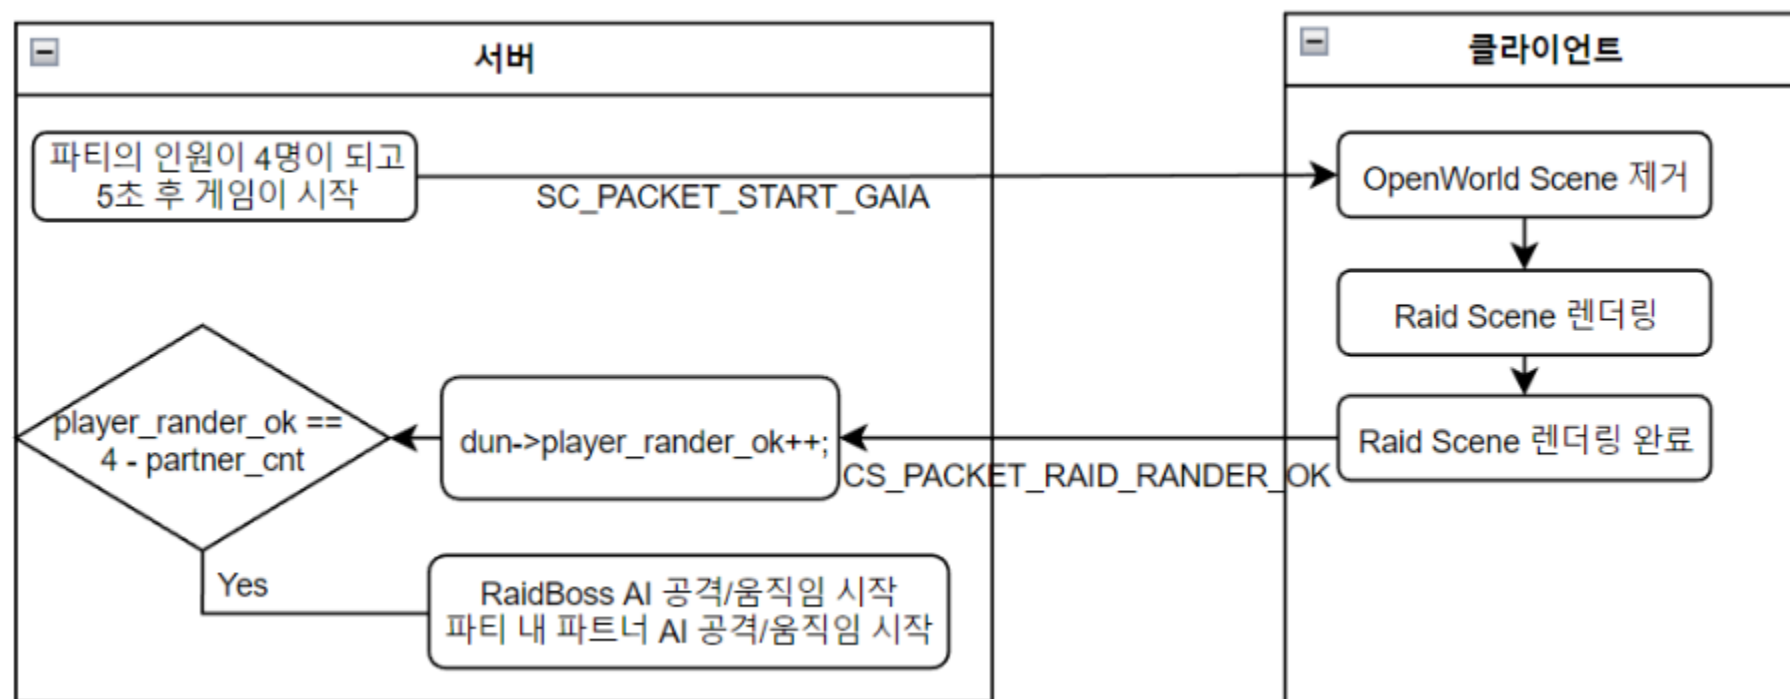 서버
파티의 인원이 4명이 되고
5초 후 게임이 시작
SC_PACKET_START_GAIA
player_rander_ok ==
4 - partner_cnt
dun->player_rander_ok++;
CS_PACKET_RAID_RANDER_OK
Yes
RaidBoss AI 공격/움직임 시작
파티 내 파트너 AI 공격/움직임 시작
클라이언트
OpenWorld Scene 제거
Raid Scene 렌더링
Raid Scene 렌더링 완료